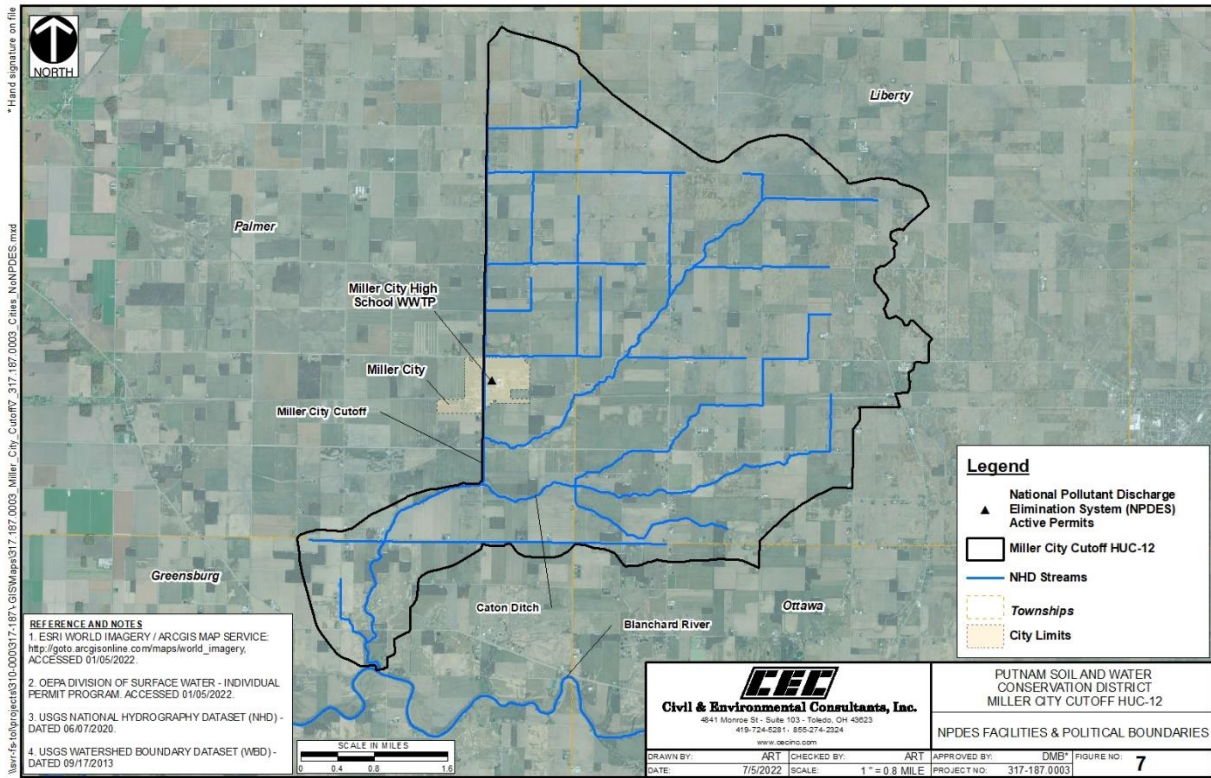 * Hand signature on file
\\svr-fs-tol\projects\310-000\317-187\-GIS\Maps\317.187.0003_Miller_City_Cutoff\7_317.187.0003_Cities_NoNPDES.mxd
NORTH
Liberty
Palmer
Miller City High
School WWTP
Miller City
Miller City Cutoff
Greensburg
Caton Ditch
Ottawa
Blanchard River
Legend
National Pollutant Discharge
Elimination System (NPDES)
Active Permits
Miller City Cutoff HUC-12
NHD Streams
Townships
City Limits
REFERENCE AND NOTES
1. ESRI WORLD IMAGERY / ARCGIS MAP SERVICE:
http://goto.arcgisonline.com/maps/world_imagery,
ACCESSED 01/05/2022.
2. OEPA DIVISION OF SURFACE WATER - INDIVIDUAL
PERMIT PROGRAM. ACCESSED 01/05/2022.
3. USGS NATIONAL HYDROGRAPHY DATASET (NHD) -
DATED 06/07/2020.
4. USGS WATERSHED BOUNDARY DATASET (WBD) -
DATED 09/17/2013
SCALE IN MILES
0.4 0 0.8 1.6
CEC
Civil & Environmental Consultants, Inc.
4841 Monroe St - Suite 103 - Toledo, OH 43623
419-724-5281 · 855-274-2324
www.cecinc.com
PUTNAM SOIL AND WATER
CONSERVATION DISTRICT
MILLER CITY CUTOFF HUC-12
NPDES FACILITIES & POLITICAL BOUNDARIES
DRAWN BY: ART CHECKED BY: ART APPROVED BY: DMB* FIGURE NO: 7
DATE: 7/5/2022 SCALE: 1 " = 0.8 MILE PROJECT NO: 317-187.0003